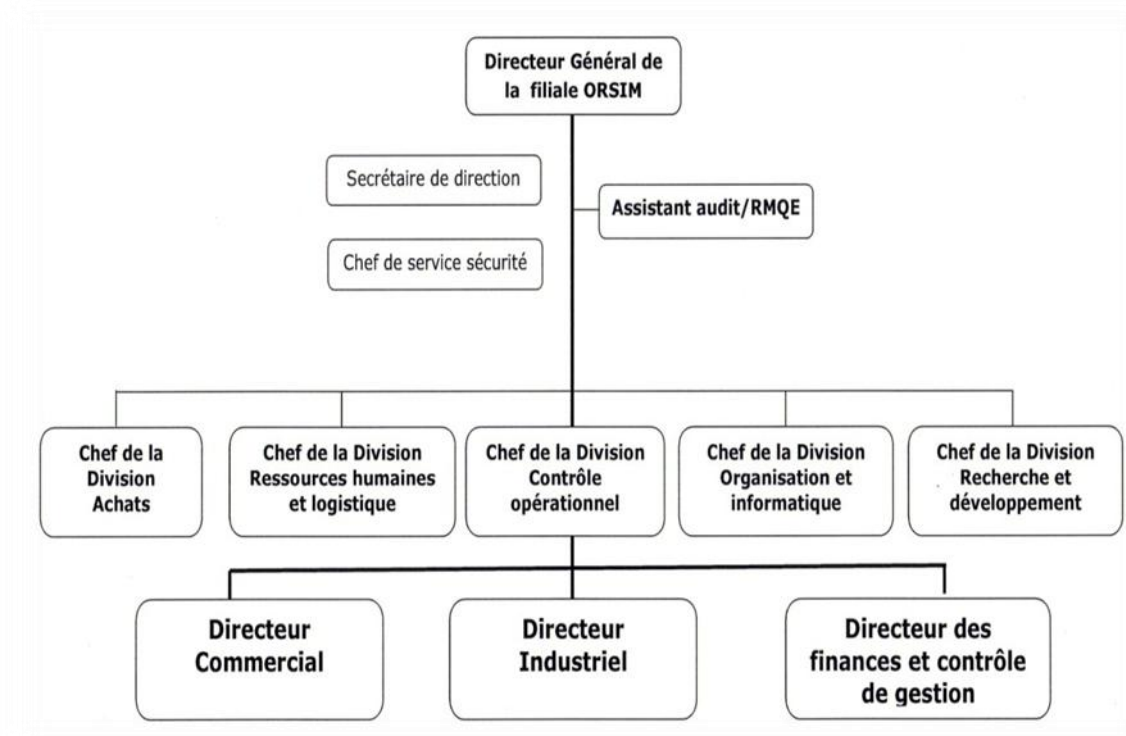 Directeur Général de
la filiale ORSIM
Secrétaire de direction
Assistant audit/RMQE
Chef de service sécurité
Chef de la
Division
Achats
Chef de la Division
Ressources humaines
et logistique
Chef de la Division
Contrôle
opérationnel
Chef de la Division
Organisation et
informatique
Chef de la Division
Recherche et
développement
Directeur
Commercial
Directeur
Industriel
Directeur des
finances et contrôle
de gestion